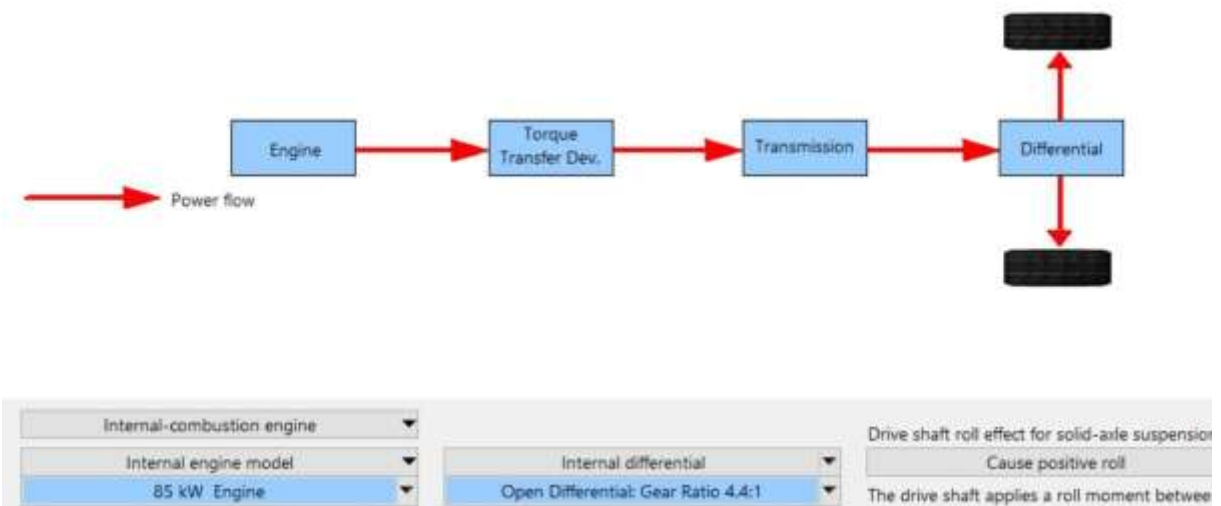 Engine
Torque
Transfer Dev.
Transmission
Differential
Power flow
Internal-combustion engine
Internal engine model
85 kW Engine
Internal differential
Open Differential: Gear Ratio 4.4:1
Drive shaft roll effect for solid-axle suspension
Cause positive roll
The drive shaft applies a roll moment between